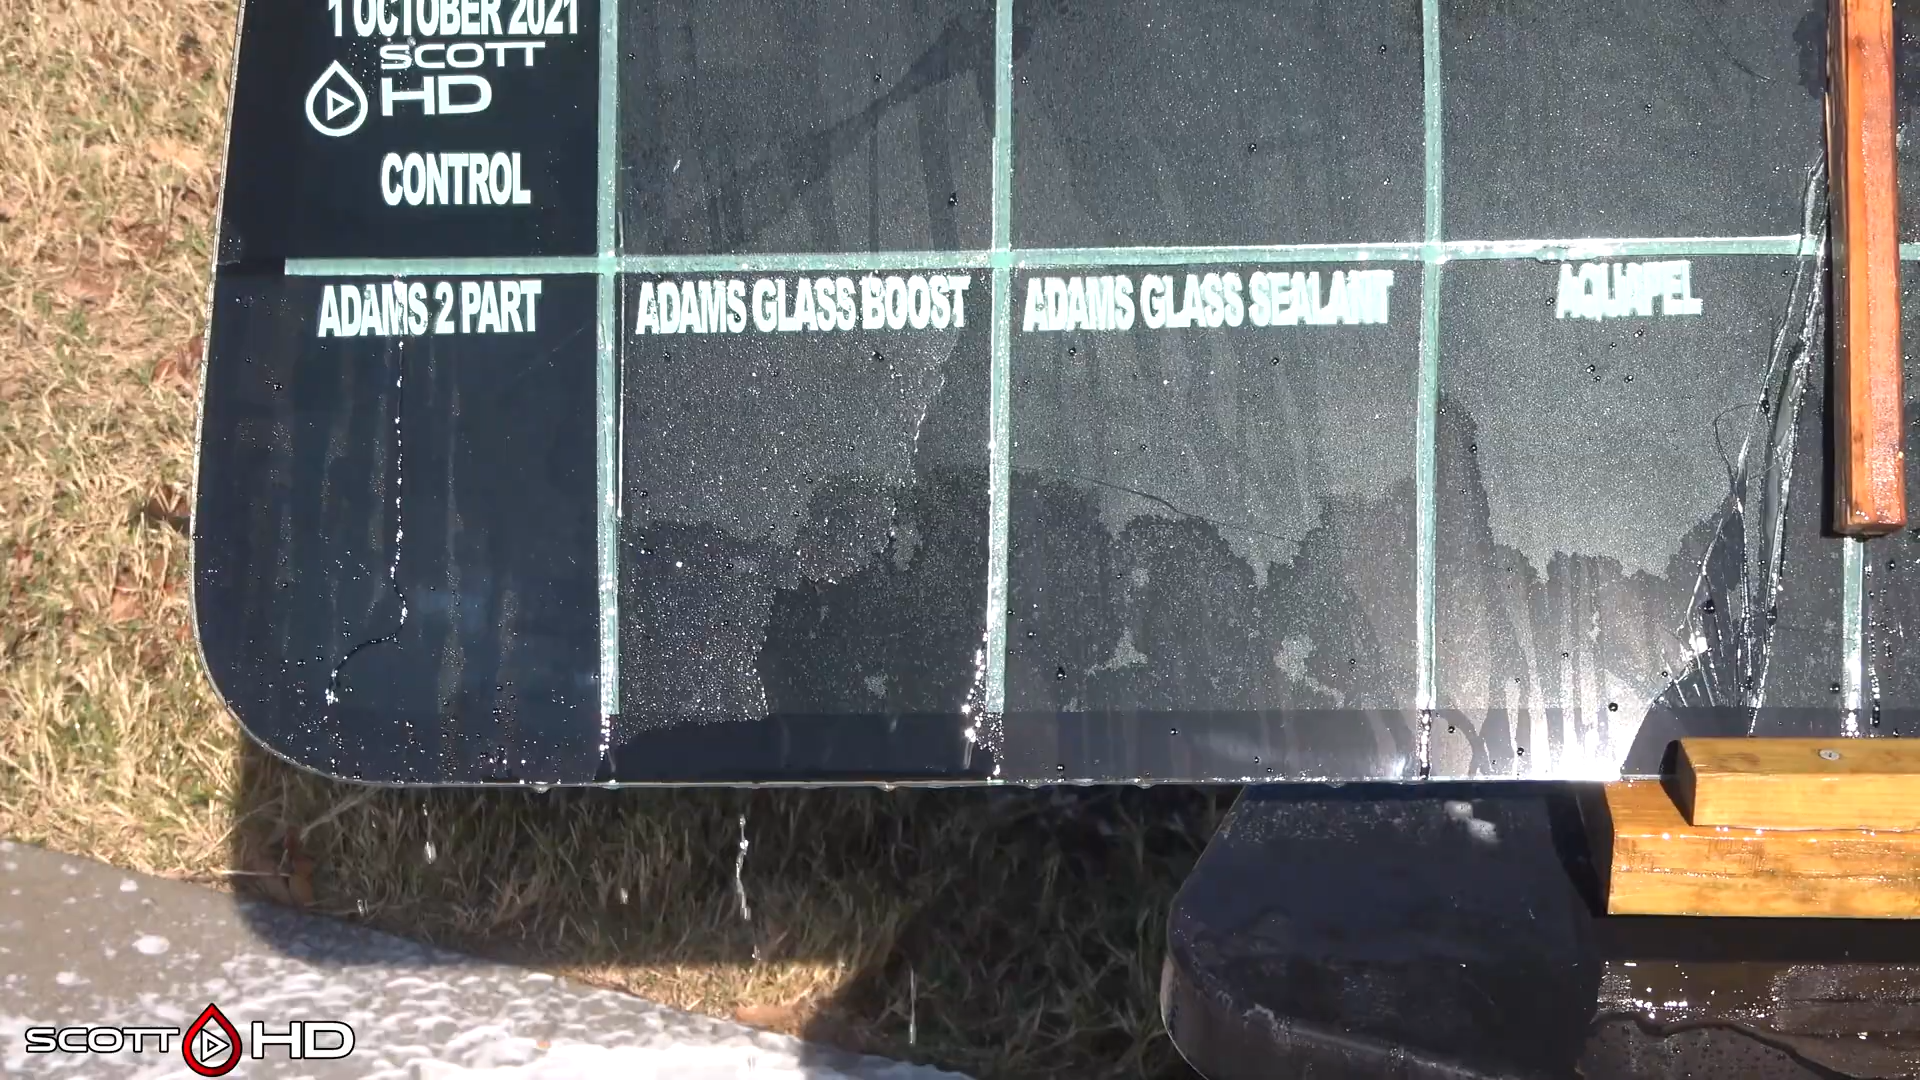 1 OCTOBER 2021
SCOTT
HD
CONTROL
ADAMS 2 PART
ADAMS GLASS BOOST
ADAMS GLASS SEALANT
AQUAPEL
SCOTT HD